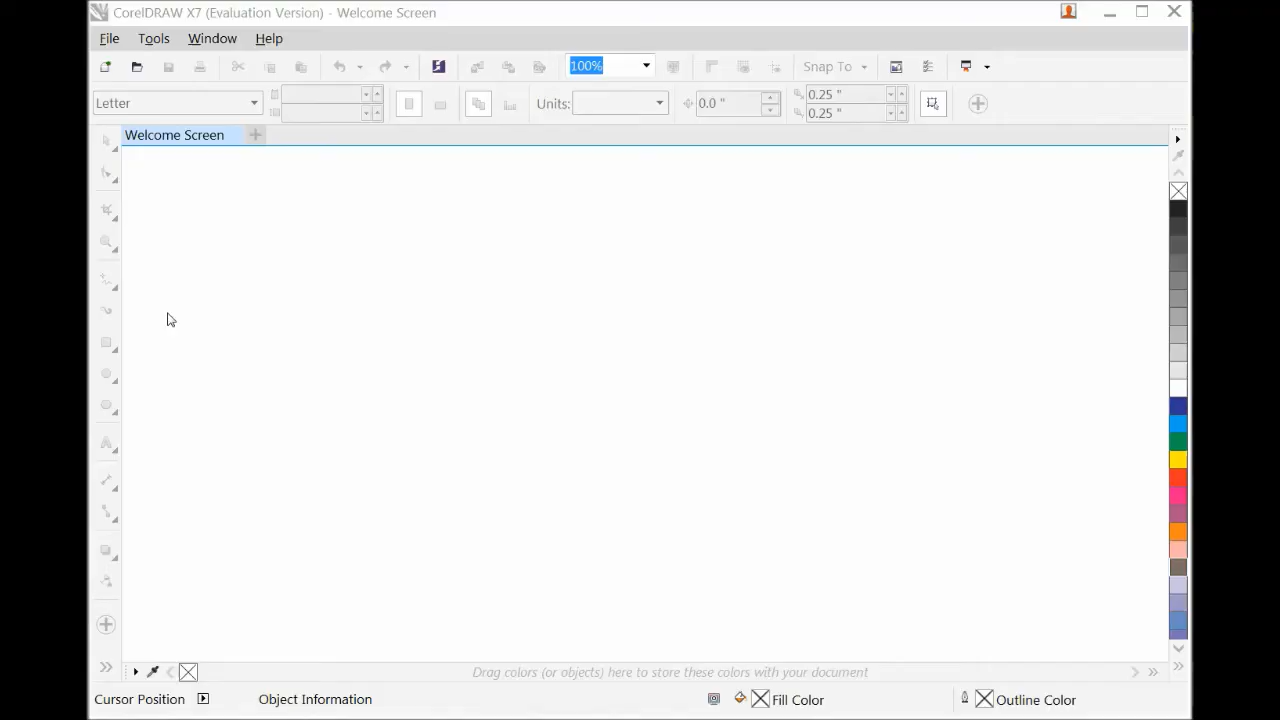 CorelDRAW X7 (Evaluation Version) - Welcome Screen
File Tools Window Help
100% Snap To
Letter Units: 0.0 " 0.25 "
0.25 "
Welcome Screen
Drag colors (or objects) here to store these colors with your document
Cursor Position Object Information Fill Color Outline Color